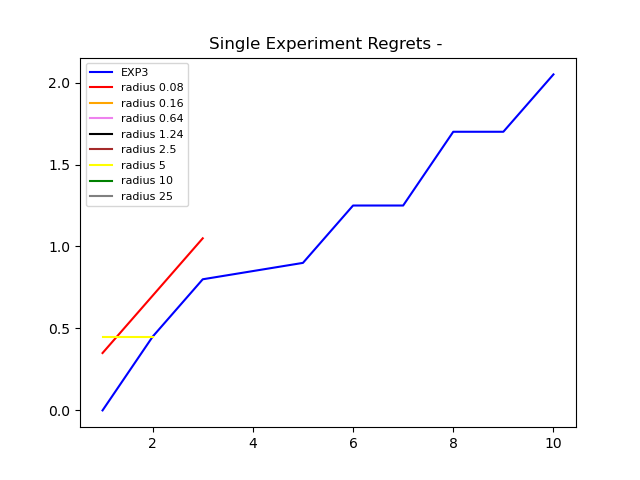 Single Experiment Regrets -
EXP3
radius 0.08
radius 0.16
radius 0.64
radius 1.24
radius 2.5
radius 5
radius 10
radius 25
2.0
1.5
1.0
0.5
0.0
2 4 6 8 10